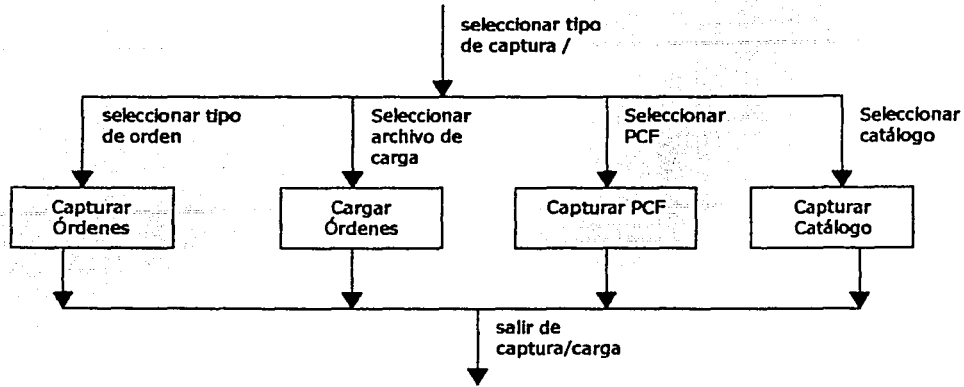 seleccionar tipo
de captura /
seleccionar tipo
de orden
Seleccionar
archivo de
carga
Seleccionar
PCF
Seleccionar
catálogo
Capturar
Órdenes
Cargar
Órdenes
Capturar PCF
Capturar
Catálogo
salir de
captura/carga